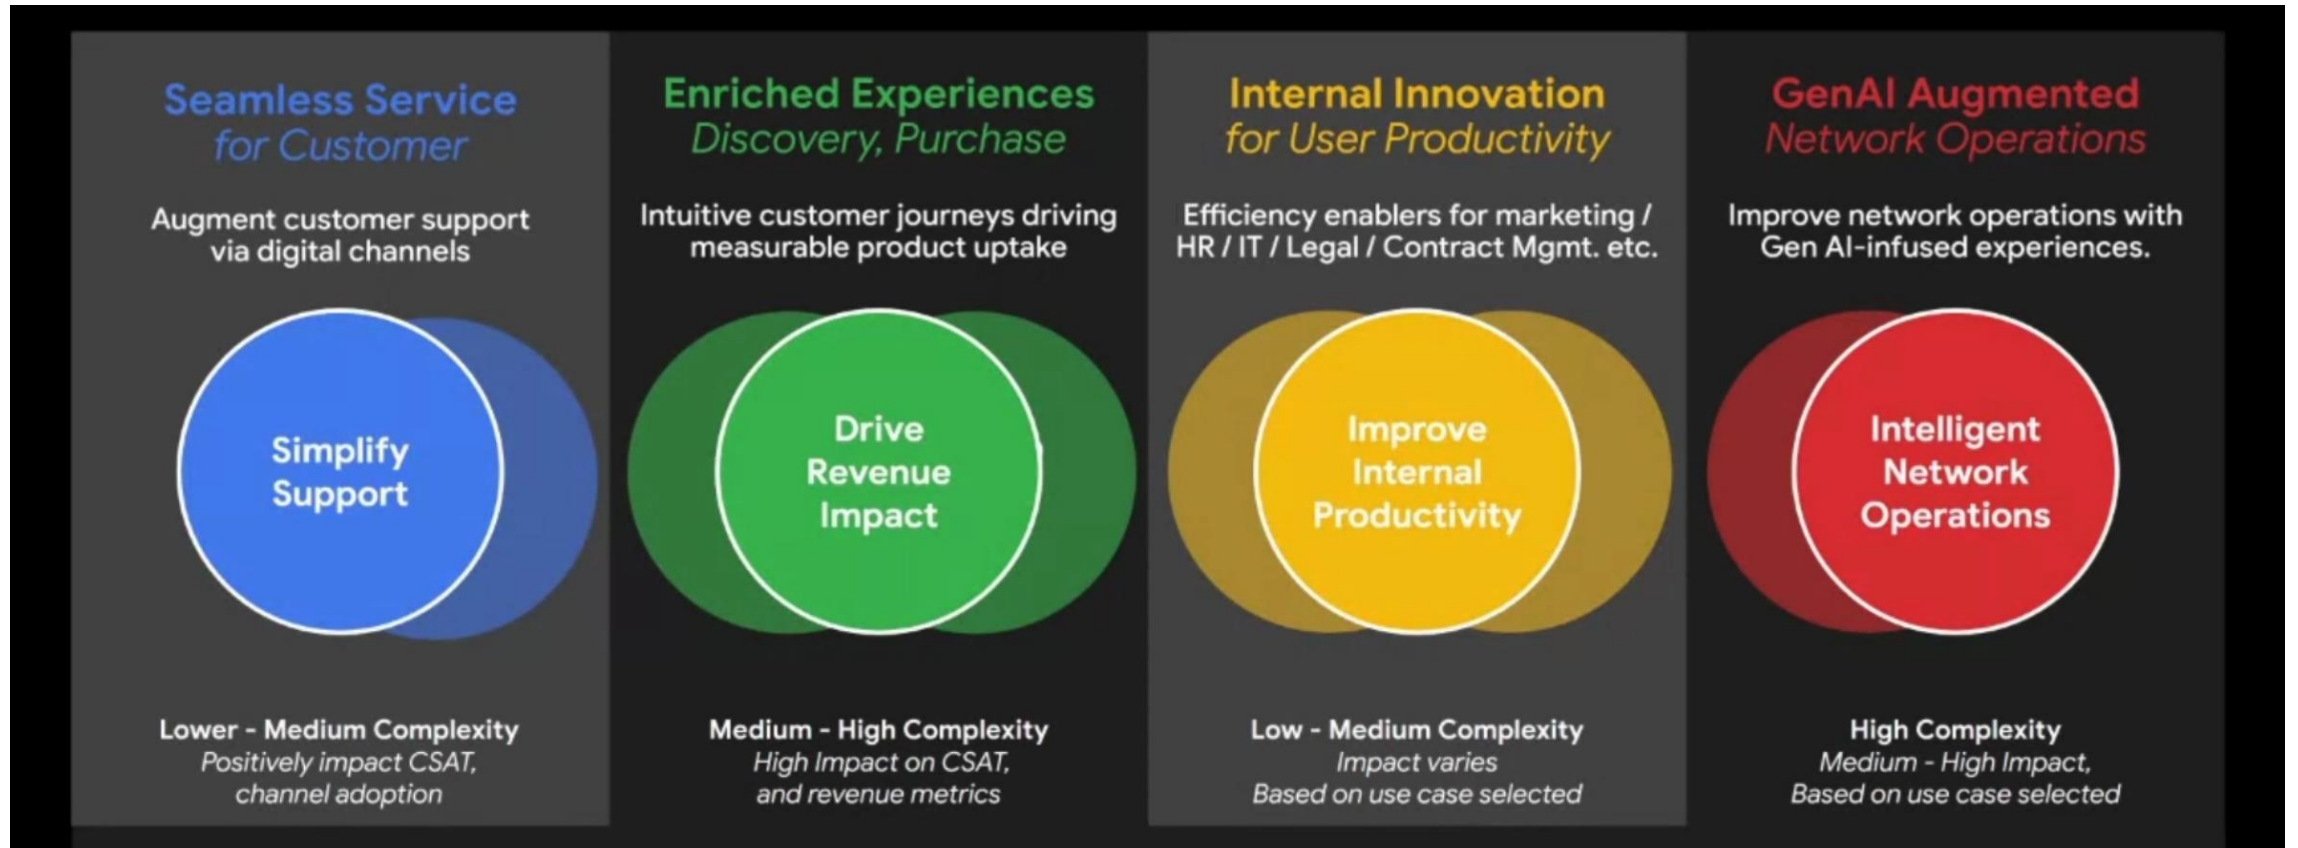 Seamless Service
for Customer
Augment customer support
via digital channels
Simplify
Support
Lower - Medium Complexity
Positively impact CSAT,
channel adoption
Enriched Experiences
Discovery, Purchase
Intuitive customer journeys driving
measurable product uptake
Drive
Revenue
Impact
Medium - High Complexity
High Impact on CSAT,
and revenue metrics
Internal Innovation
for User Productivity
Efficiency enablers for marketing /
HR / IT / Legal / Contract Mgmt. etc.
Improve
Internal
Productivity
Low - Medium Complexity
Impact varies
Based on use case selected
GenAI Augmented
Network Operations
Improve network operations with
Gen AI-infused experiences.
Intelligent
Network
Operations
High Complexity
Medium - High Impact,
Based on use case selected